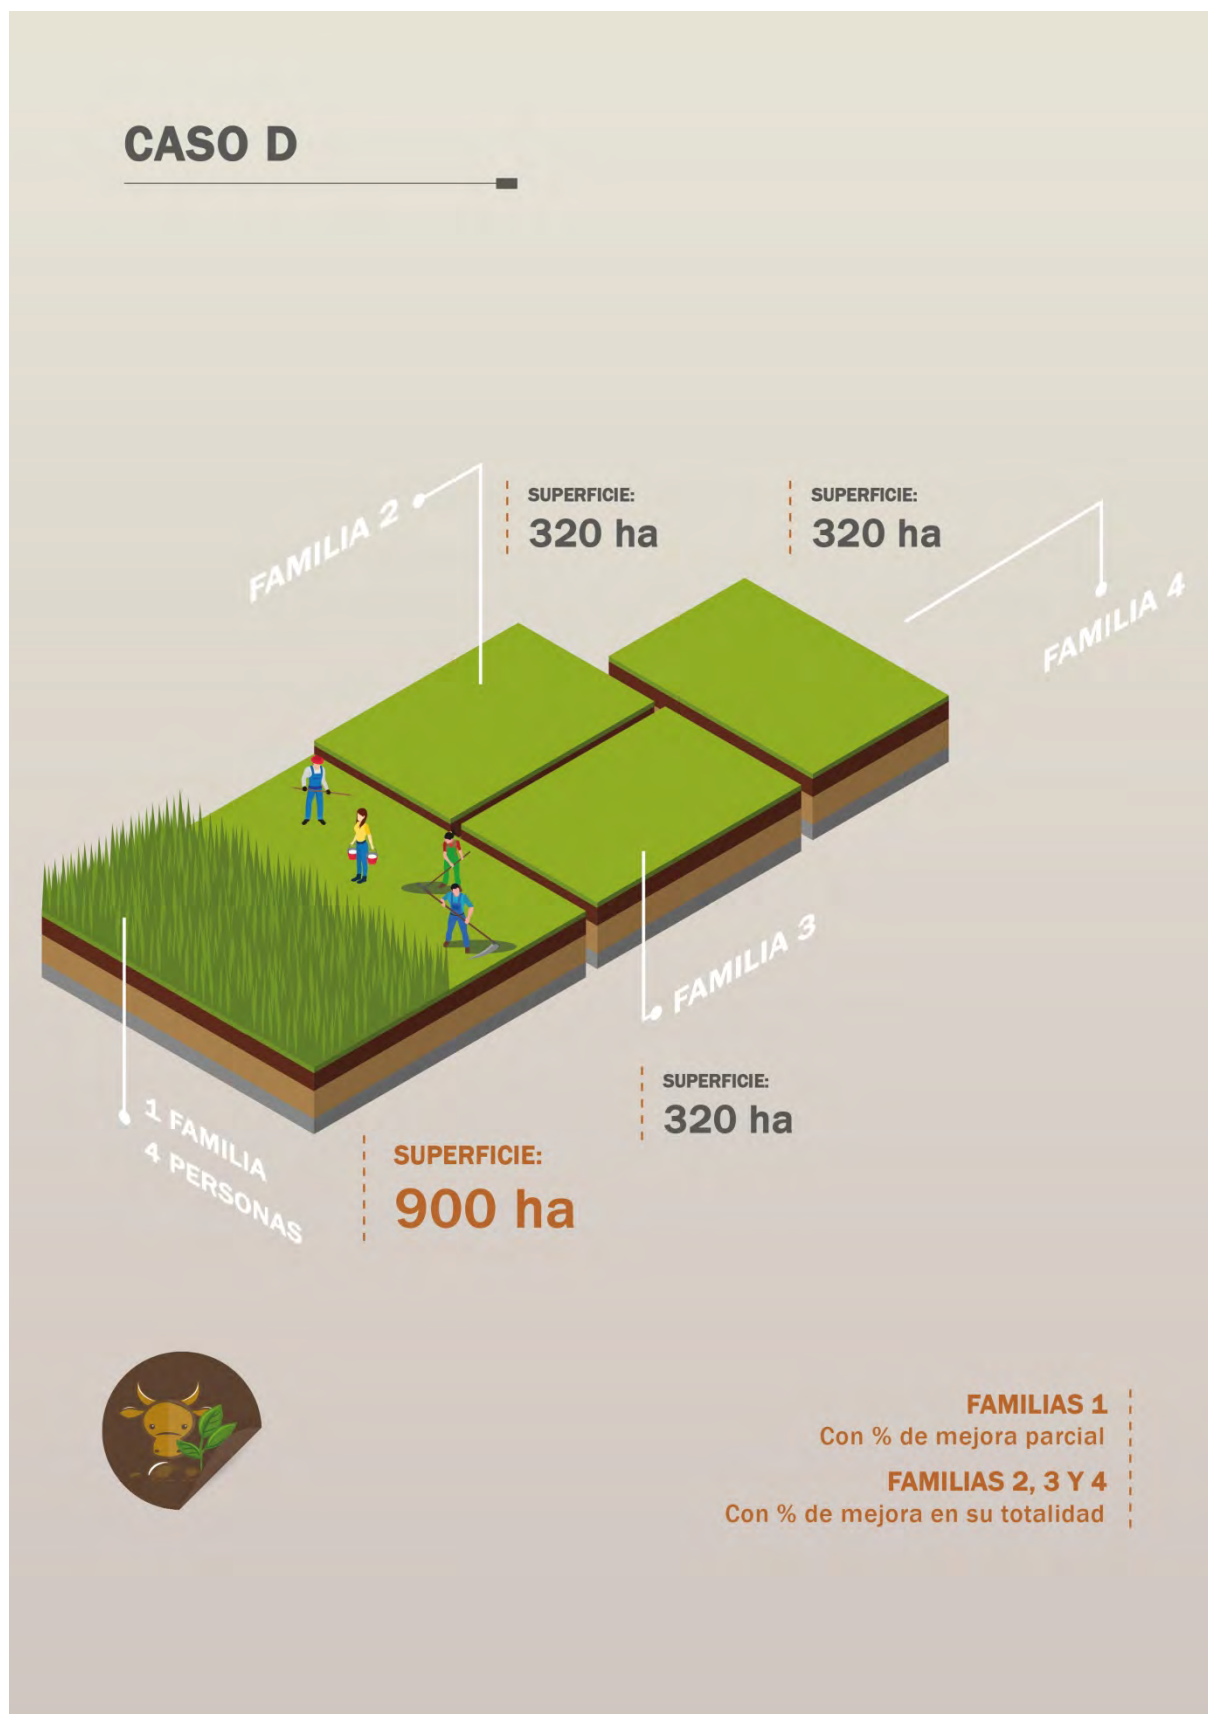 CASO D
FAMILIA 2
SUPERFICIE:
320 ha
SUPERFICIE:
320 ha
FAMILIA 4
FAMILIA 3
SUPERFICIE:
320 ha
1 FAMILIA
4 PERSONAS
SUPERFICIE:
900 ha
FAMILIAS 1
Con % de mejora parcial
FAMILIAS 2, 3 Y 4
Con % de mejora en su totalidad